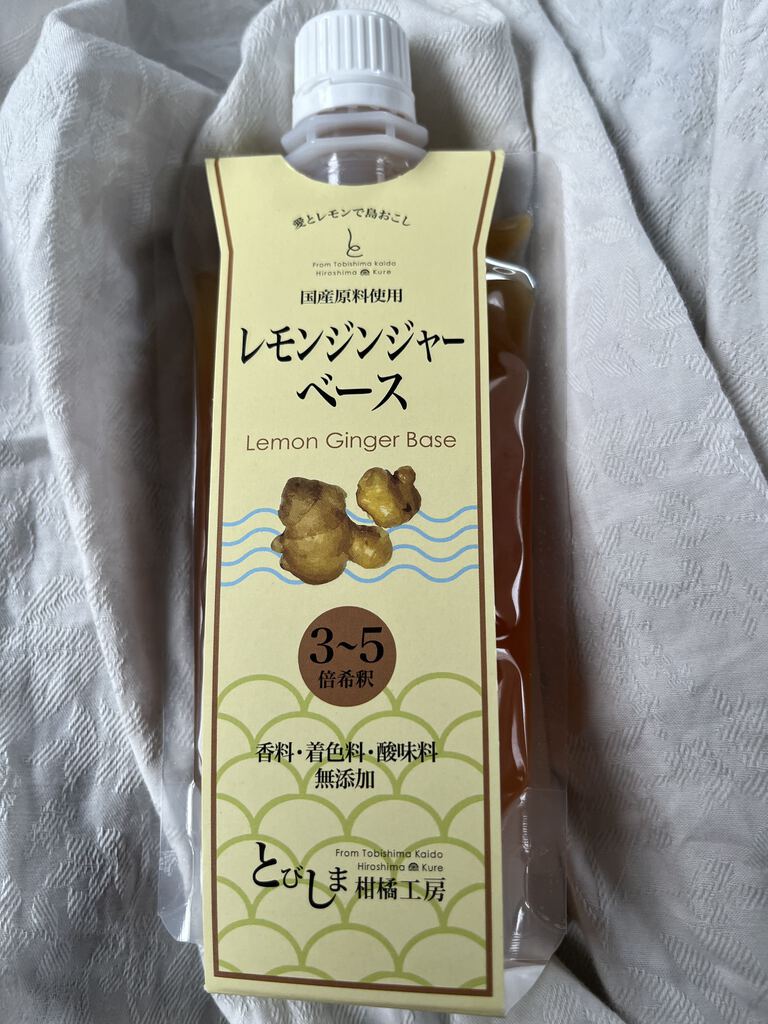 愛とレモンで島おこし
と
From Tobishima kaido
Hiroshima Kure
国産原料使用
レモンジンジャー
ベース
Lemon Ginger Base
3~5
倍希釈
香料・着色料・酸味料
無添加
From Tobishima Kaido
Hiroshima Kure
とびしま柑橘工房